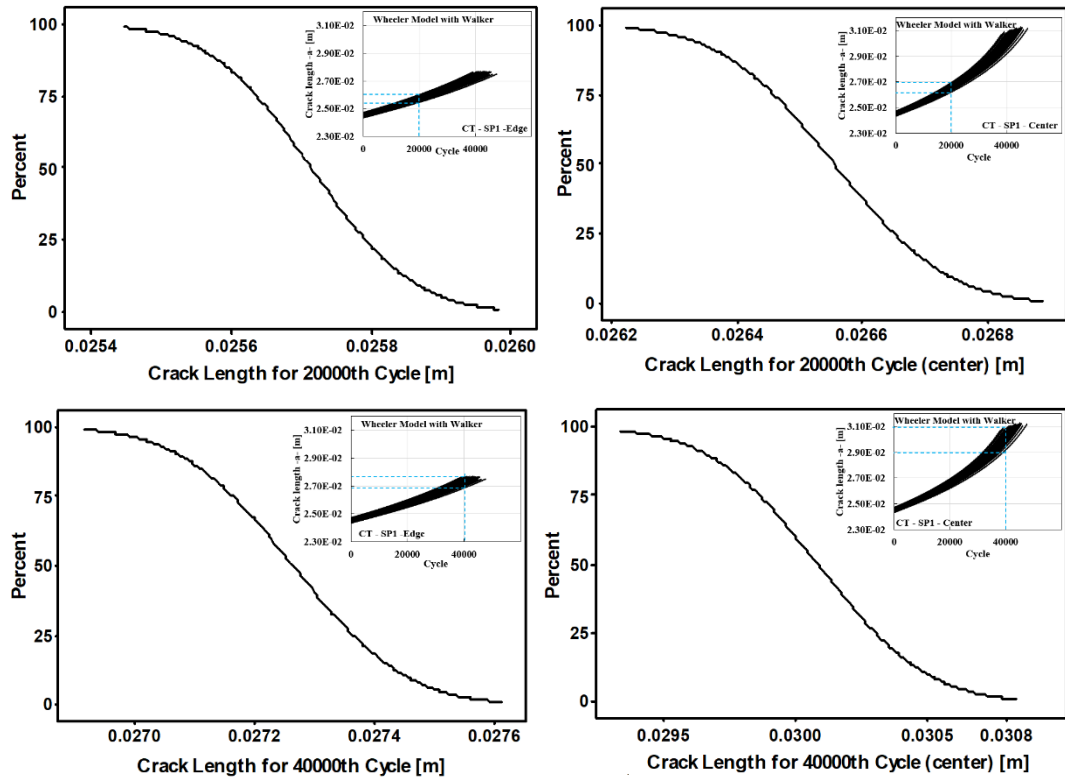 100
75
50
25
0
Percent
0.0254
0.0256
0.0258
0.0260
Crack Length for 20000th Cycle [m]
Wheeler Model with Walker
3.10E-02
2.90E-02
2.70E-02
2.50E-02
2.30E-02
Crack length -a- [m]
CT - SP1 -Edge
0
20000
40000
Cycle
100
75
50
25
0
Percent
0.0262
0.0264
0.0266
0.0268
Crack Length for 20000th Cycle (center) [m]
Wheeler Model with Walker
3.10E-02
2.90E-02
2.70E-02
2.50E-02
2.30E-02
Crack length -a- [m]
CT - SP1 - Center
0
20000
40000
Cycle
100
75
50
25
0
Percent
0.0270
0.0272
0.0274
0.0276
Crack Length for 40000th Cycle [m]
Wheeler Model with Walker
3.10E-02
2.90E-02
2.70E-02
2.50E-02
2.30E-02
Crack length -a- [m]
CT - SP1 -Edge
0
20000
40000
Cycle
100
75
50
25
0
Percent
0.0295
0.0300
0.0305
0.0308
Crack Length for 40000th Cycle (center) [m]
Wheeler Model with Walker
3.10E-02
2.90E-02
2.70E-02
2.50E-02
2.30E-02
Crack length -a- [m]
CT - SP1 - Center
0
20000
40000
Cycle